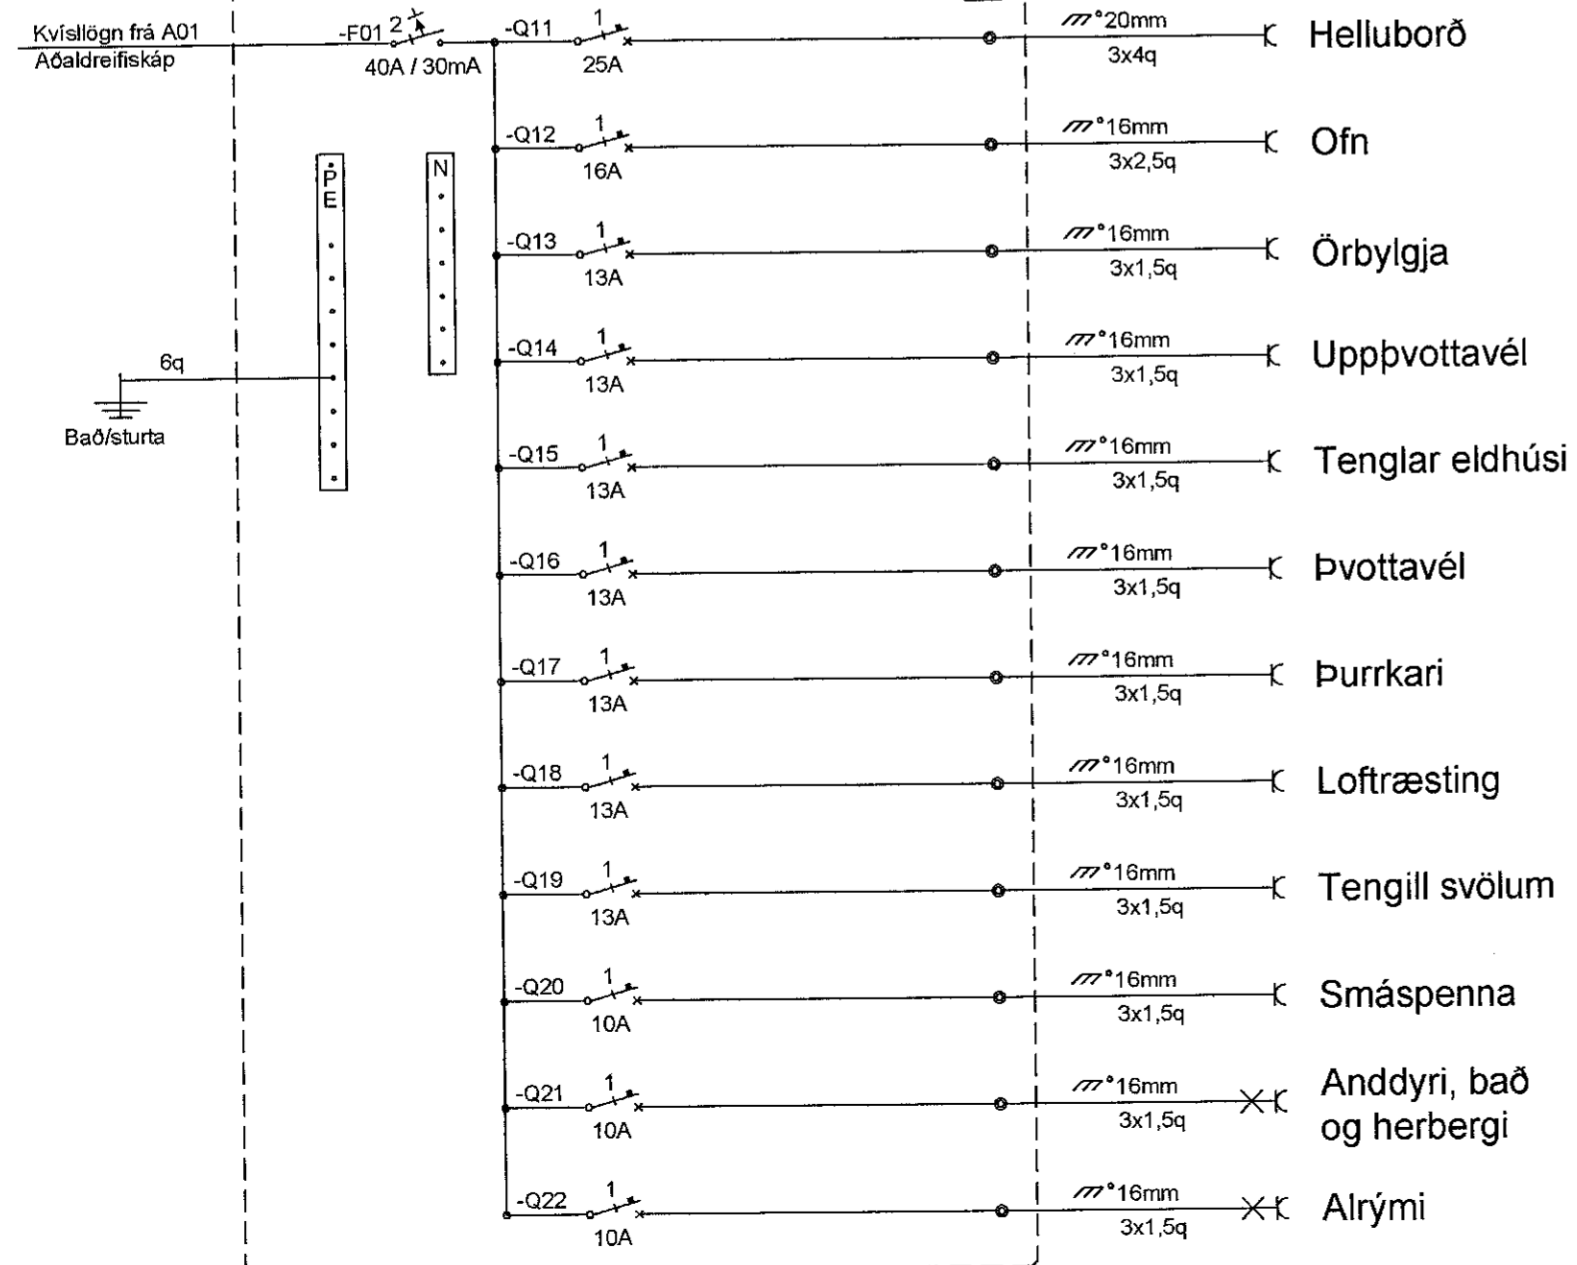 Kvísllögn frá A01
Aðaldreifiskáp
-F01
2
40A / 30mA
-Q11
1
25A
20mm
3x4q
Helluborð
-Q12
1
16A
16mm
3x2,5q
Ofn
PE
N
-Q13
1
13A
16mm
3x1,5q
Örbylgja
-Q14
1
13A
16mm
3x1,5q
Uppþvottavél
6q
Bað/sturta
-Q15
1
13A
16mm
3x1,5q
Tenglar eldhúsi
-Q16
1
13A
16mm
3x1,5q
Þvottavél
-Q17
1
13A
16mm
3x1,5q
Þurrkari
-Q18
1
13A
16mm
3x1,5q
Loftræsting
-Q19
1
13A
16mm
3x1,5q
Tengill svölum
-Q20
1
10A
16mm
3x1,5q
Smáspenna
-Q21
1
10A
16mm
3x1,5q
Anddyri, bað
og herbergi
-Q22
1
10A
16mm
3x1,5q
Alrými